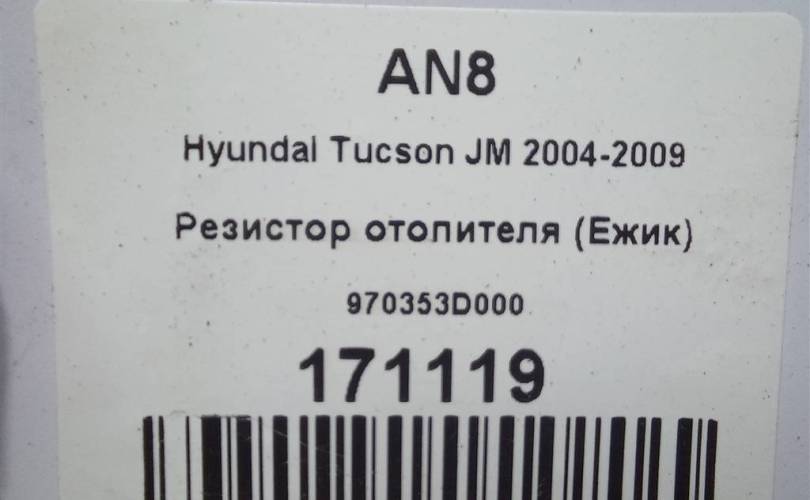 AN8
Hyundai Tucson JM 2004-2009
Резистор отопителя (Ежик)
970353D000
171119